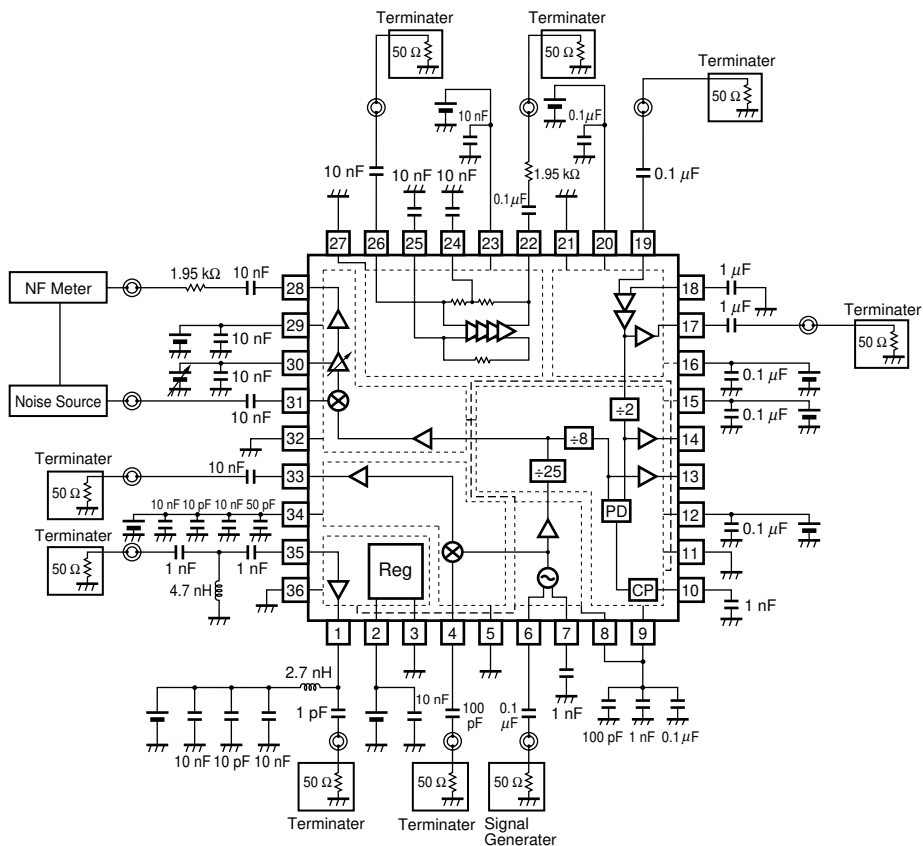 Terminater
50 Ω
Terminater
50 Ω
Terminater
50 Ω
10 nF
0.1 μF
10 nF
10 nF
10 nF
0.1 μF
1.95 kΩ
0.1 μF
27
26
25
24
23
22
21
20
19
NF Meter
1.95 kΩ
10 nF
28
29
10 nF
30
10 nF
Noise Source
10 nF
31
32
Terminater
50 Ω
10 nF
33
10 nF
10 pF
10 nF
50 pF
34
Terminater
50 Ω
1 nF
1 nF
35
4.7 nH
36
÷2
÷8
÷25
PD
CP
Reg
18
1 μF
17
1 μF
Terminater
50 Ω
16
0.1 μF
15
0.1 μF
14
13
12
0.1 μF
11
10
1 nF
1
2
3
4
5
6
7
8
9
2.7 nH
1 pF
10 nF
10 pF
10 nF
10 nF
100
pF
0.1
μF
1 nF
100 pF
1 nF
0.1 μF
50 Ω
Terminater
50 Ω
Terminater
50 Ω
Signal
Generater